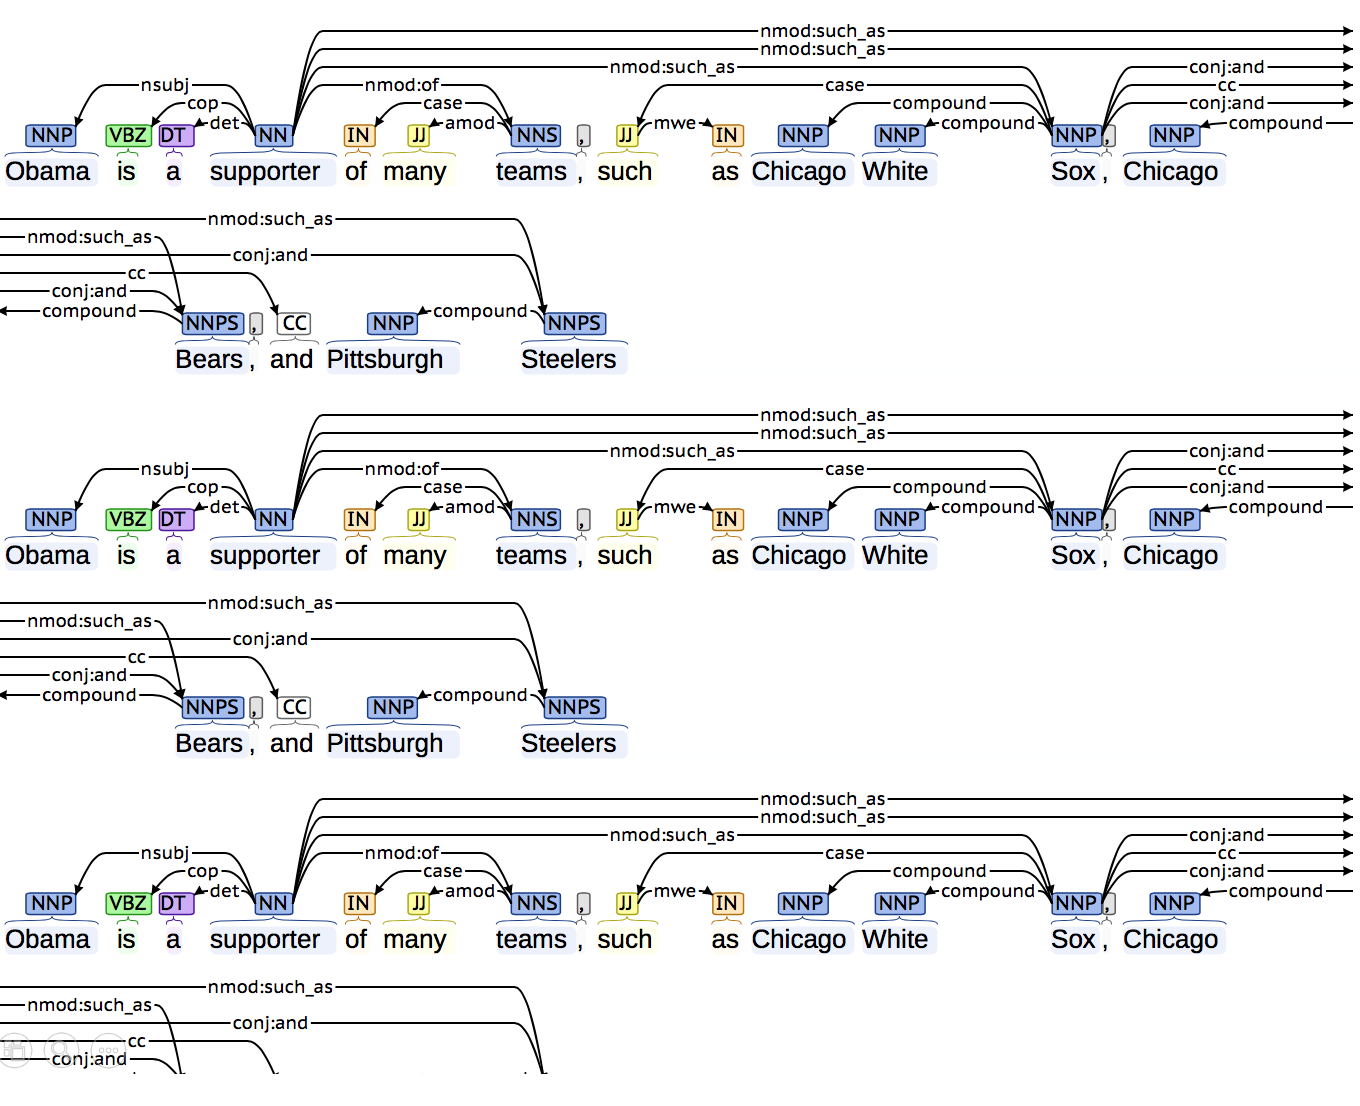 nmod:such_as
nmod:such_as
nmod:such_as conj:and
nsubj nmod:of case cc
cop case compound conj:and
det amod mwe compound compound
NNP VBZ DT NN IN JJ NNS , JJ IN NNP NNP NNP , NNP
Obama is a supporter of many teams , such as Chicago White Sox , Chicago
nmod:such_as
nmod:such_as
conj:and
cc
conj:and
compound compound
NNPS , CC NNP NNPS
Bears , and Pittsburgh Steelers
nmod:such_as
nmod:such_as
nmod:such_as conj:and
nsubj nmod:of case cc
cop case compound conj:and
det amod mwe compound compound
NNP VBZ DT NN IN JJ NNS , JJ IN NNP NNP NNP , NNP
Obama is a supporter of many teams , such as Chicago White Sox , Chicago
nmod:such_as
nmod:such_as
conj:and
cc
conj:and
compound compound
NNPS , CC NNP NNPS
Bears , and Pittsburgh Steelers
nmod:such_as
nmod:such_as
nmod:such_as conj:and
nsubj nmod:of case cc
cop case compound conj:and
det amod mwe compound compound
NNP VBZ DT NN IN JJ NNS , JJ IN NNP NNP NNP , NNP
Obama is a supporter of many teams , such as Chicago White Sox , Chicago
nmod:such_as
nmod:such_as
conj:and
cc
conj:and